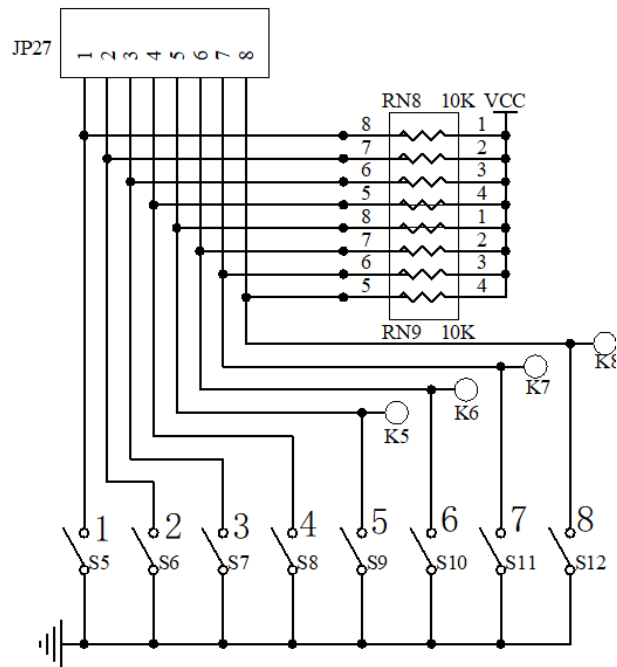 JP27 1 2 3 4 5 6 7 8
RN8 10K VCC
8 1
7 2
6 3
5 4
8 1
7 2
6 3
5 4
RN9 10K
K8
K7
K6
K5
1 2 3 4 5 6 7 8
S5 S6 S7 S8 S9 S10 S11 S12